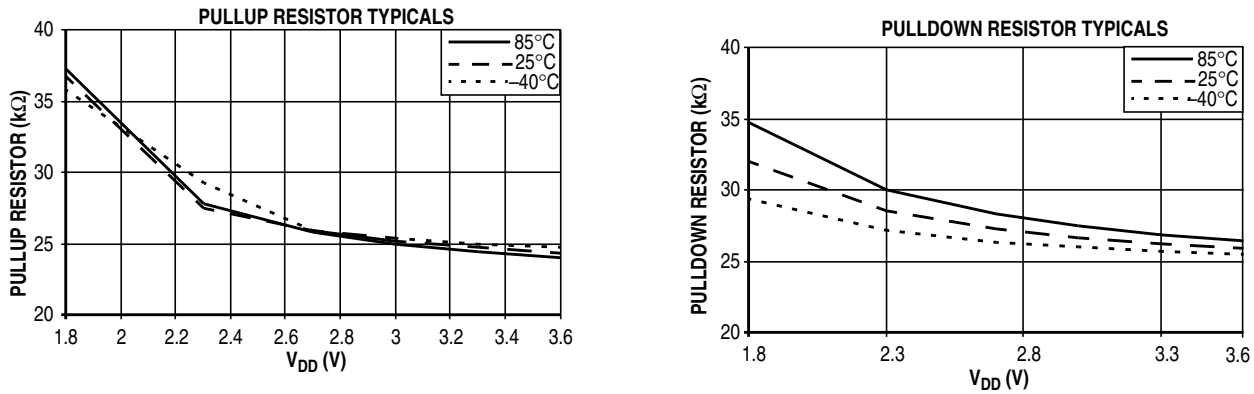 PULLUP RESISTOR TYPICALS
PULLUP RESISTOR (kΩ)
40
35
30
25
20
85°C
25°C
–40°C
1.8 2 2.2 2.4 2.6 2.8 3 3.2 3.4 3.6
VDD (V)
PULLDOWN RESISTOR TYPICALS
PULLDOWN RESISTOR (kΩ)
40
35
30
25
20
85°C
25°C
–40°C
1.8 2.3 2.8 3.3 3.6
VDD (V)